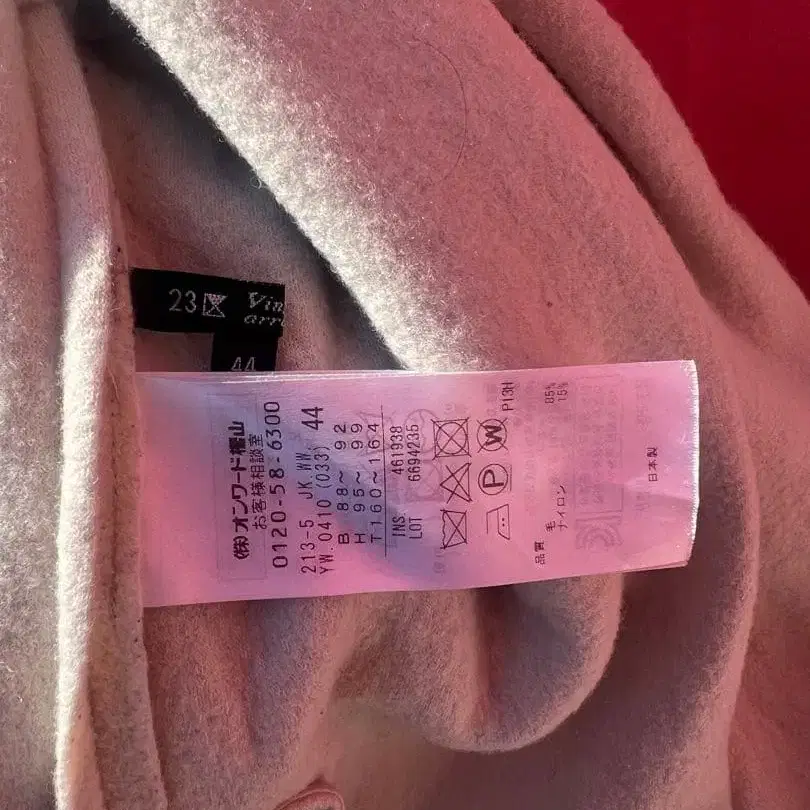 23区
44
(株)オンワード樫山
お客様相談室
0120-58-6300
213-5 JK.WW.
YW.0410 (033) 44
B 88~ 92
H 95~ 99
T160~164
INS 461938
LOT 6694235
P W
P13H
品質 毛 85%
ナイロン 15%
日本製